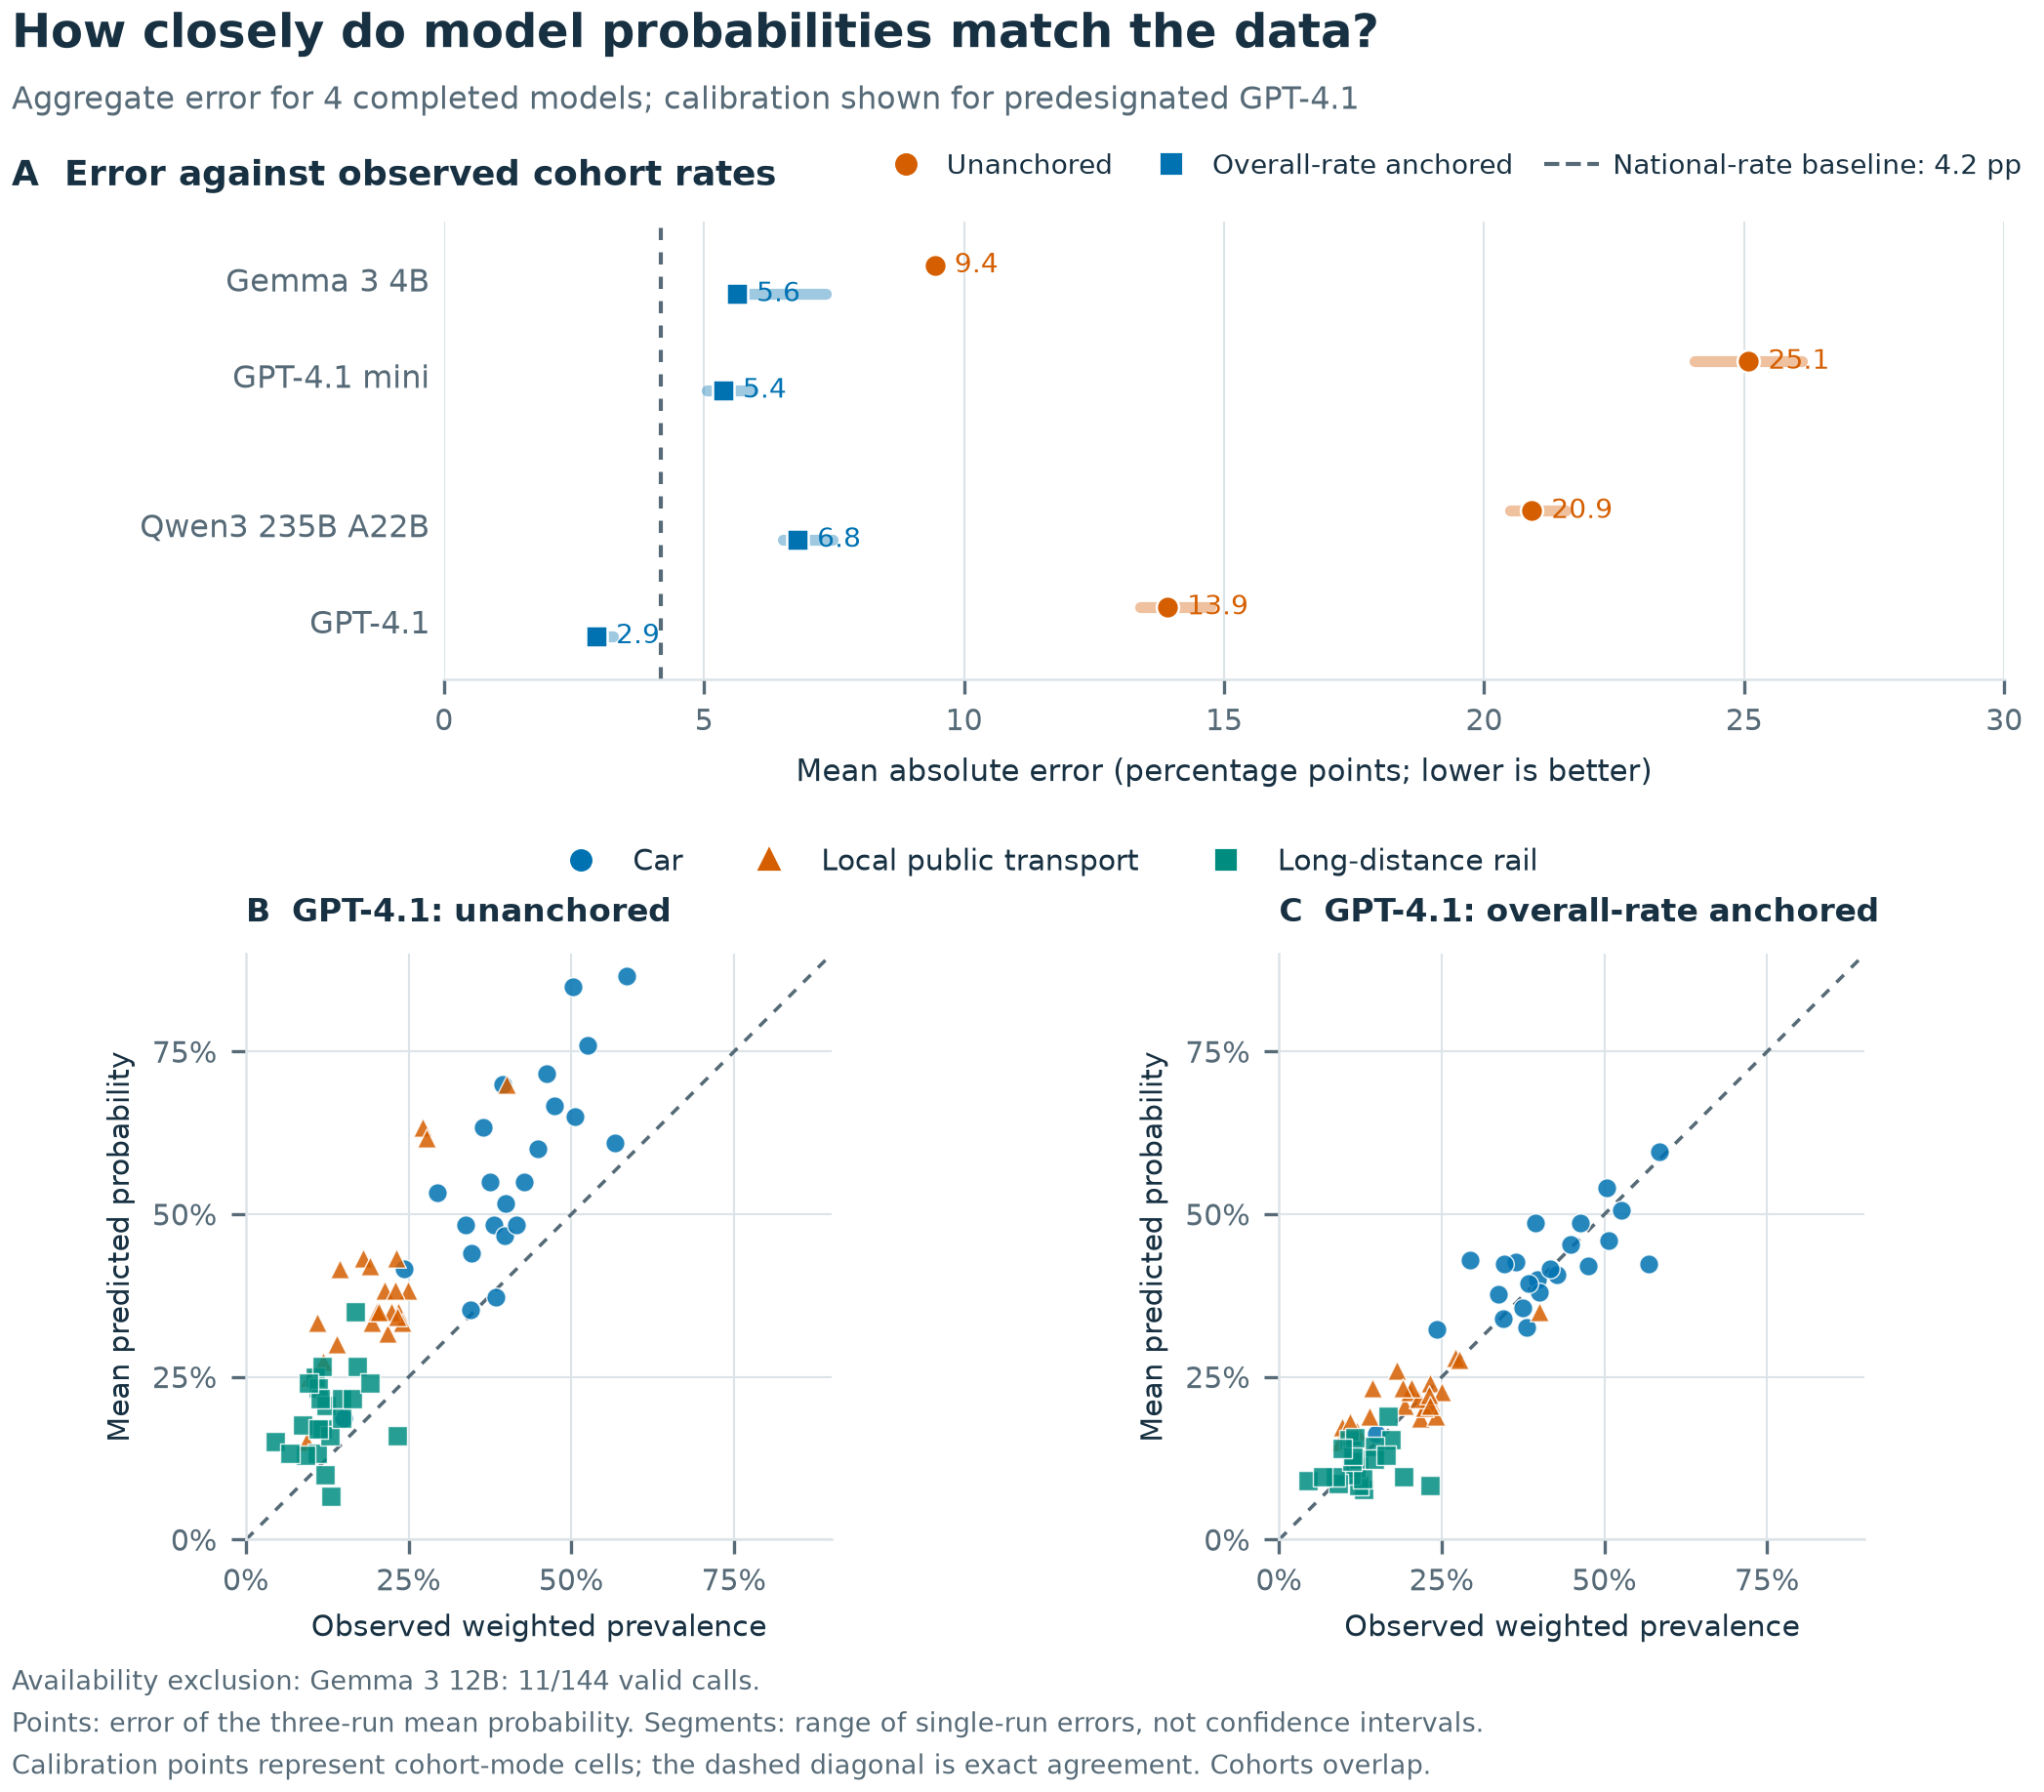 How closely do model probabilities match the data?
Aggregate error for 4 completed models; calibration shown for predesignated GPT-4.1
A Error against observed cohort rates
Unanchored
Overall-rate anchored
National-rate baseline: 4.2 pp
Gemma 3 4B
9.4
5.6
GPT-4.1 mini
25.1
5.4
Qwen3 235B A22B
20.9
6.8
GPT-4.1
13.9
2.9
0 5 10 15 20 25 30
Mean absolute error (percentage points; lower is better)
Car
Local public transport
Long-distance rail
B GPT-4.1: unanchored
Mean predicted probability
75%
50%
25%
0%
0% 25% 50% 75%
Observed weighted prevalence
C GPT-4.1: overall-rate anchored
Mean predicted probability
75%
50%
25%
0%
0% 25% 50% 75%
Observed weighted prevalence
Availability exclusion: Gemma 3 12B: 11/144 valid calls.
Points: error of the three-run mean probability. Segments: range of single-run errors, not confidence intervals.
Calibration points represent cohort-mode cells; the dashed diagonal is exact agreement. Cohorts overlap.